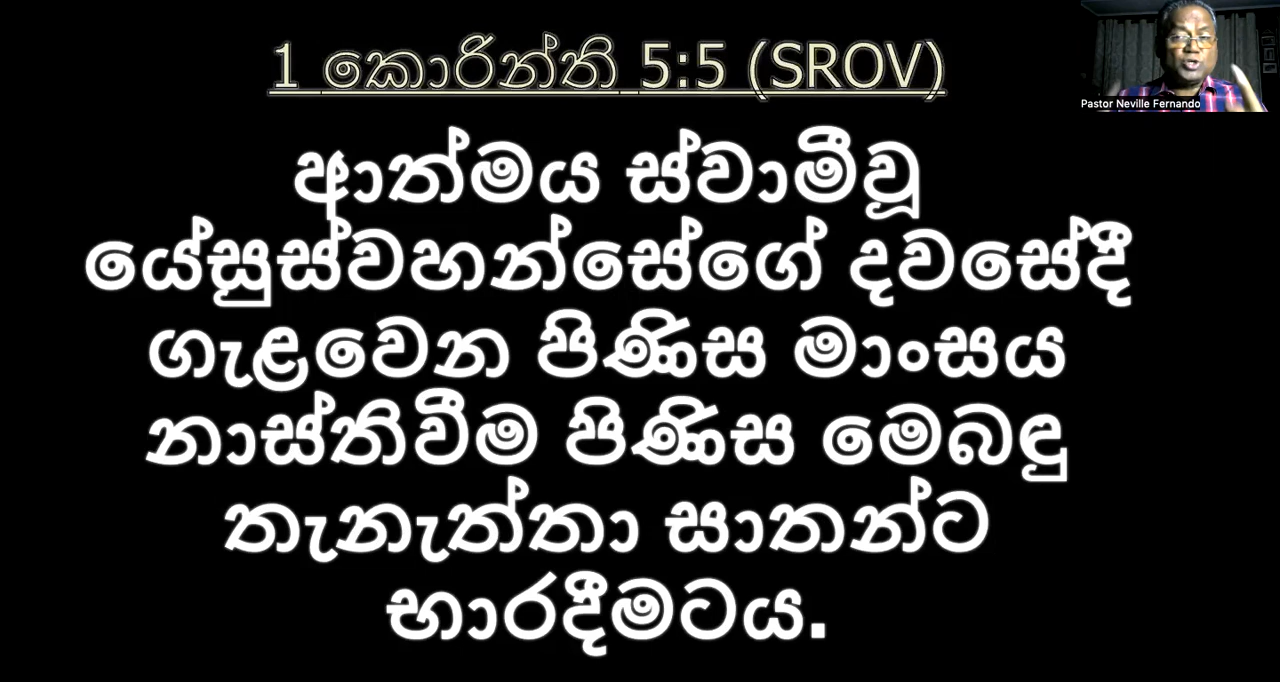 1 කොරින්ති 5:5 (SROV)
Pastor Neville Fernando
ආත්මය ස්වාමීවූ
යේසුස්වහන්සේගේ දවසේදී
ගැළවෙන පිණිස මාංසය
නාස්තිවීම පිණිස මෙබඳු
තැනැත්තා සාතන්ට
භාරදීමටය.